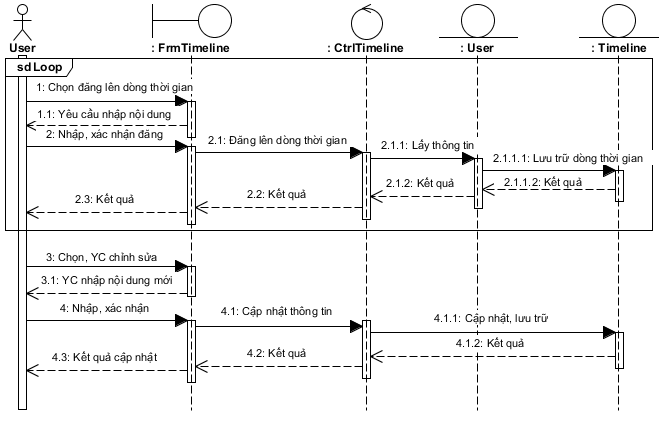 User
: FrmTimeline
: CtrlTimeline
: User
: Timeline
sd Loop
1: Chọn đăng lên dòng thời gian
1.1: Yêu cầu nhập nội dung
2: Nhập, xác nhận đăng
2.1: Đăng lên dòng thời gian
2.1.1: Lấy thông tin
2.1.1.1: Lưu trữ dòng thời gian
2.1.1.2: Kết quả
2.1.2: Kết quả
2.2: Kết quả
2.3: Kết quả
3: Chọn, YC chỉnh sửa
3.1: YC nhập nội dung mới
4: Nhập, xác nhận
4.1: Cập nhật thông tin
4.1.1: Cập nhật, lưu trữ
4.1.2: Kết quả
4.2: Kết quả
4.3: Kết quả cập nhật